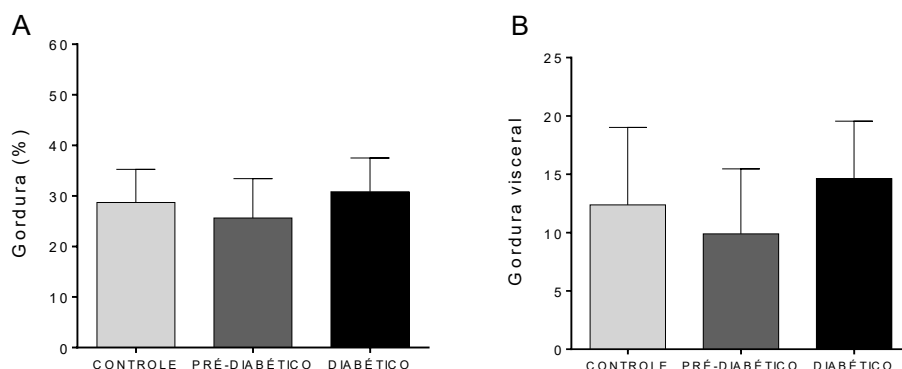 A
Gordura (%)
60
50
40
30
20
10
0
CONTROLE PRÉ-DIABÉTICO DIABÉTICO
B
Gordura visceral
25
20
15
10
5
0
CONTROLE PRÉ-DIABÉTICO DIABÉTICO